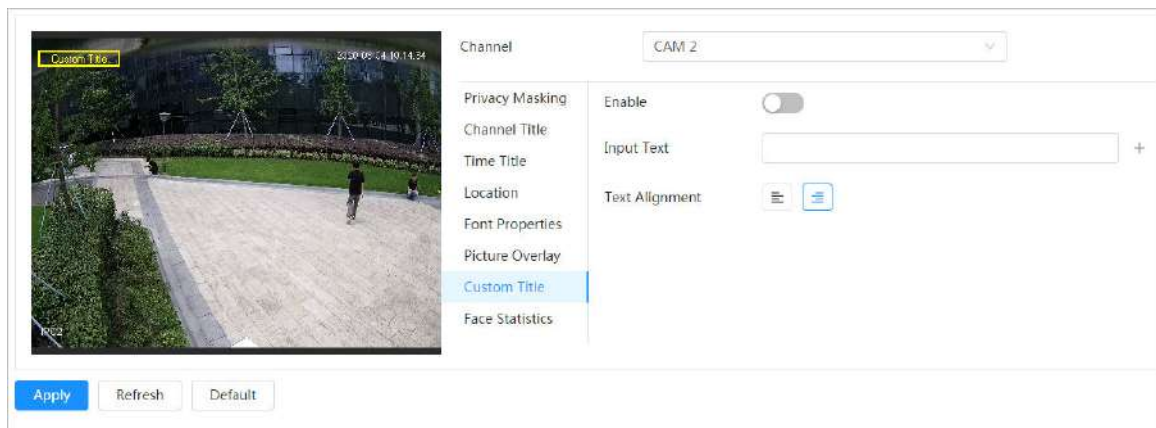 Custom Title
Channel
CAM 2
Privacy Masking
Channel Title
Time Title
Location
Font Properties
Picture Overlay
Custom Title
Face Statistics
Enable
Input Text
+
Text Alignment
IPC2
Apply
Refresh
Default